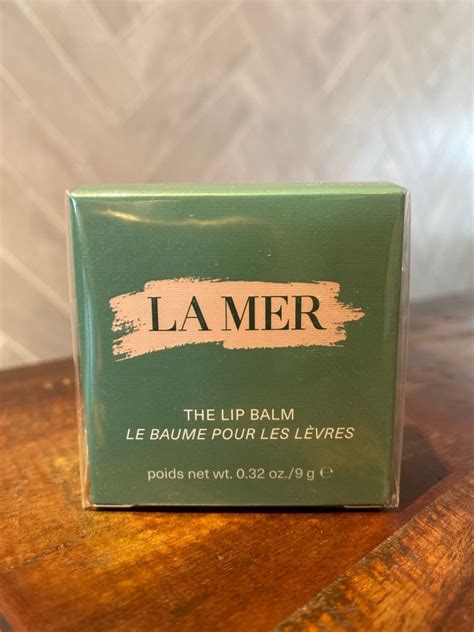 LA MER
THE LIP BALM
LE BAUME POUR LES LÈVRES
poids net wt. 0.32 oz./9 g ℮